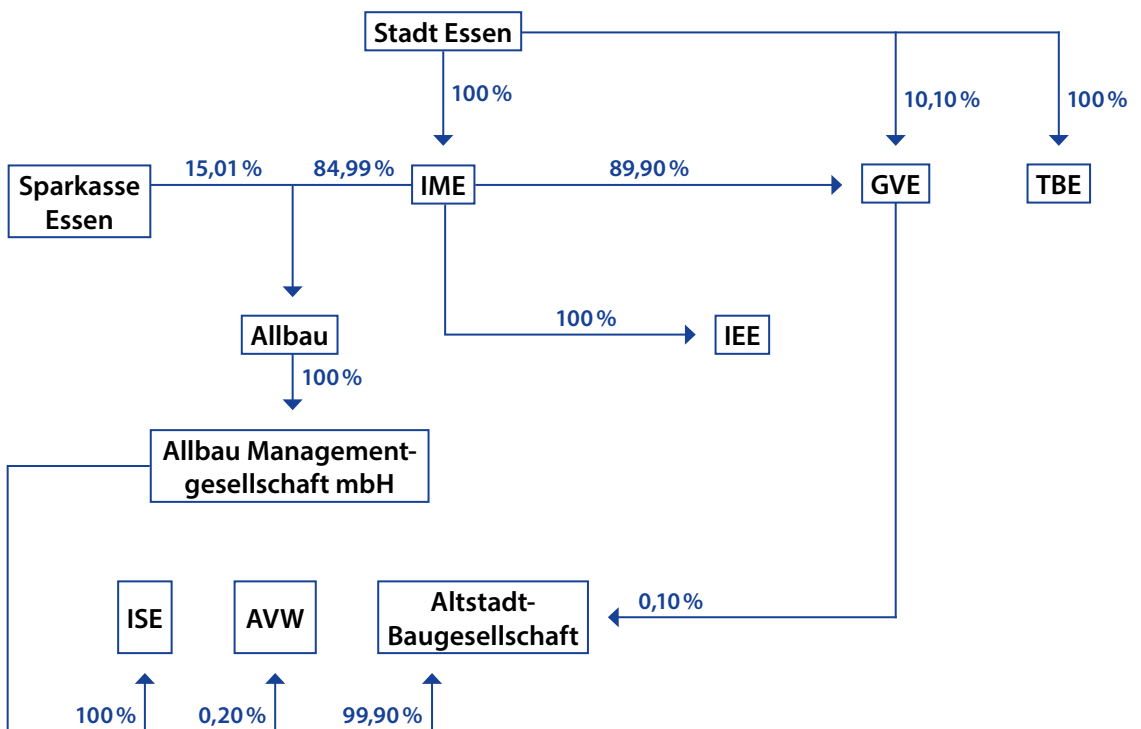 Stadt Essen
100 %
10,10 %
100 %
Sparkasse
Essen
15,01 %
84,99 %
IME
89,90 %
GVE
TBE
Allbau
100 %
IEE
100 %
Allbau Management-
gesellschaft mbH
ISE
AVW
Altstadt-
Baugesellschaft
0,10 %
100 %
0,20 %
99,90 %